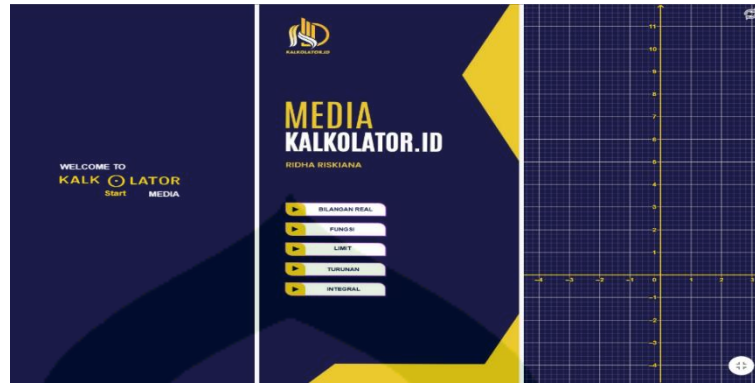 WELCOME TO
KALK LATOR
Start MEDIA
KALKOLATOR.ID
MEDIA
KALKOLATOR.ID
RIDHA RISKIANA
BILANGAN REAL
FUNGSI
LIMIT
TURUNAN
INTEGRAL
11
10
9
8
7
6
5
4
3
2
1
-4 -3 -2 -1 0 1 2 3
-1
-2
-3
-4